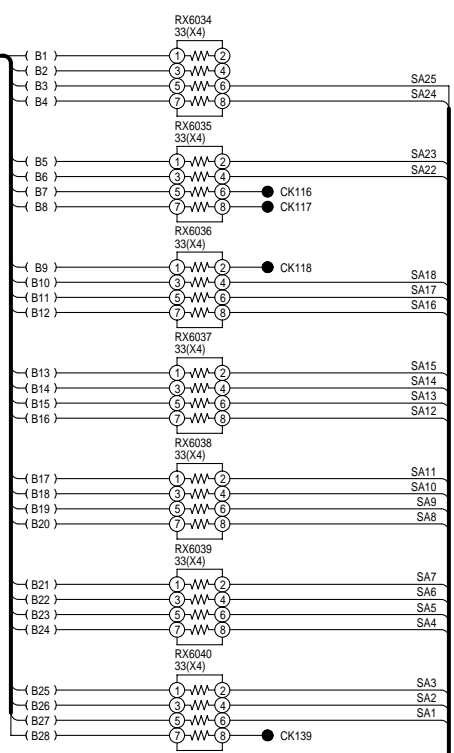 RX6034
33(X4)
( B1 ) 1 2
( B2 ) 3 4
( B3 ) 5 6 SA25
( B4 ) 7 8 SA24
RX6035
33(X4)
( B5 ) 1 2 SA23
( B6 ) 3 4 SA22
( B7 ) 5 6 CK116
( B8 ) 7 8 CK117
RX6036
33(X4)
( B9 ) 1 2 CK118
( B10 ) 3 4 SA18
( B11 ) 5 6 SA17
( B12 ) 7 8 SA16
RX6037
33(X4)
( B13 ) 1 2 SA15
( B14 ) 3 4 SA14
( B15 ) 5 6 SA13
( B16 ) 7 8 SA12
RX6038
33(X4)
( B17 ) 1 2 SA11
( B18 ) 3 4 SA10
( B19 ) 5 6 SA9
( B20 ) 7 8 SA8
RX6039
33(X4)
( B21 ) 1 2 SA7
( B22 ) 3 4 SA6
( B23 ) 5 6 SA5
( B24 ) 7 8 SA4
RX6040
33(X4)
( B25 ) 1 2 SA3
( B26 ) 3 4 SA2
( B27 ) 5 6 SA1
( B28 ) 7 8 CK139